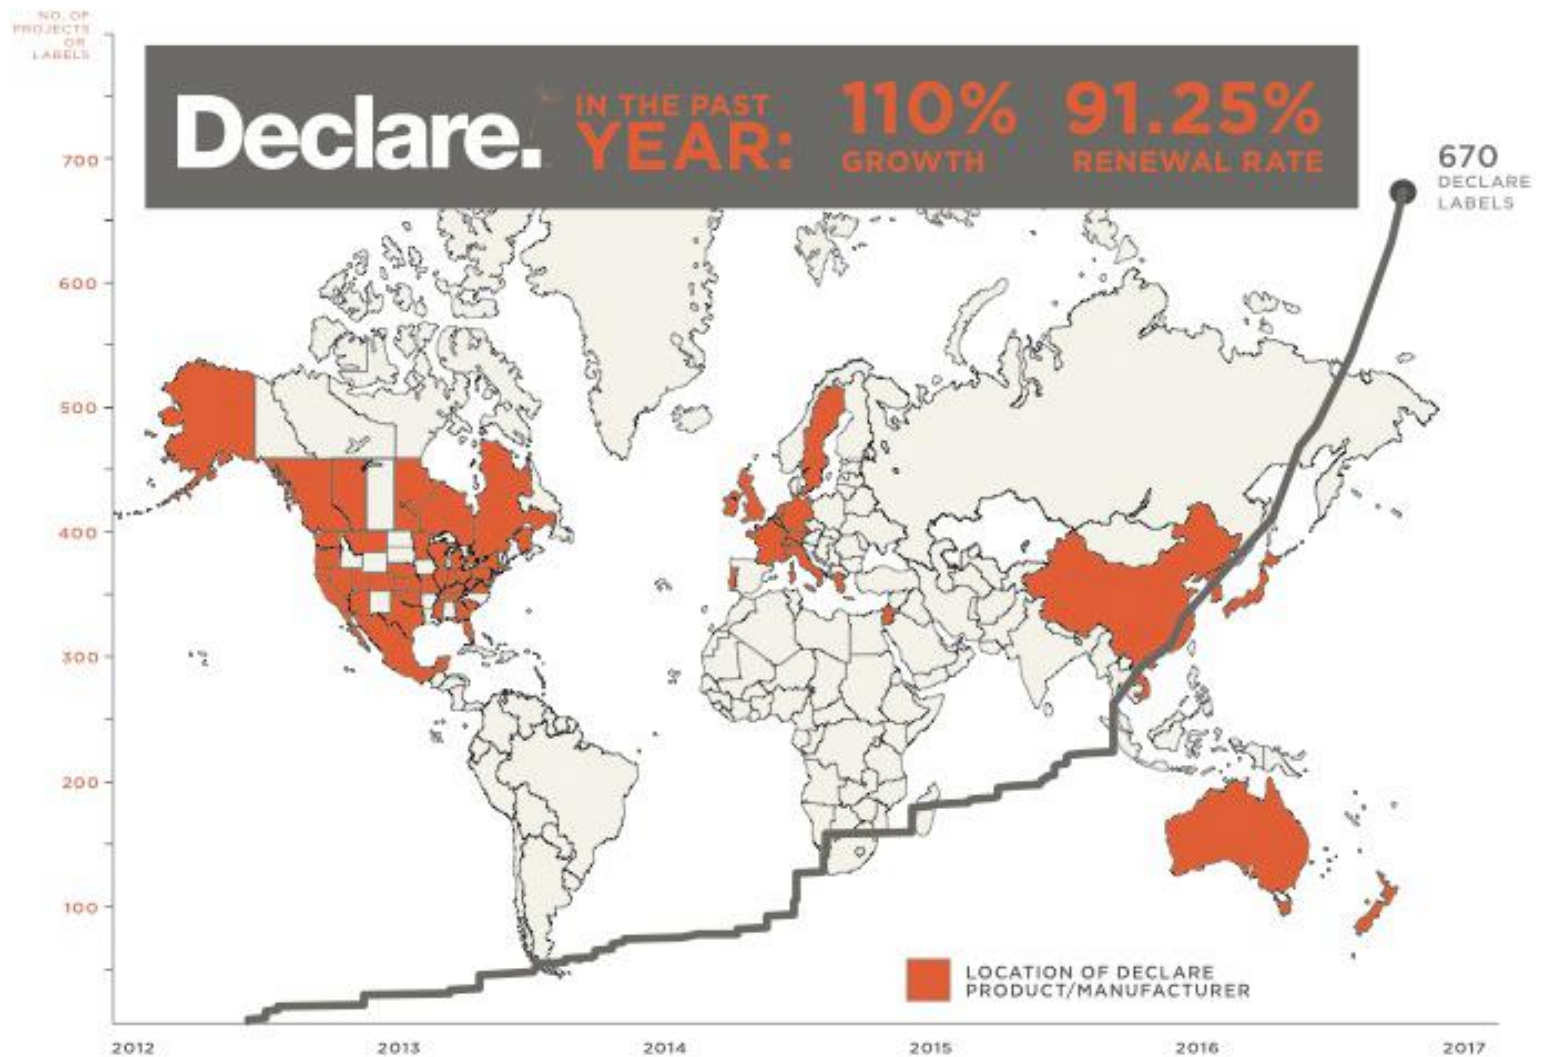 NO. OF
PROJECTS
OR
LABELS
Declare.
IN THE PAST
YEAR:
110%
GROWTH
91.25%
RENEWAL RATE
670
DECLARE
LABELS
700
600
500
400
300
200
100
LOCATION OF DECLARE
PRODUCT/MANUFACTURER
2012 2013 2014 2015 2016 2017